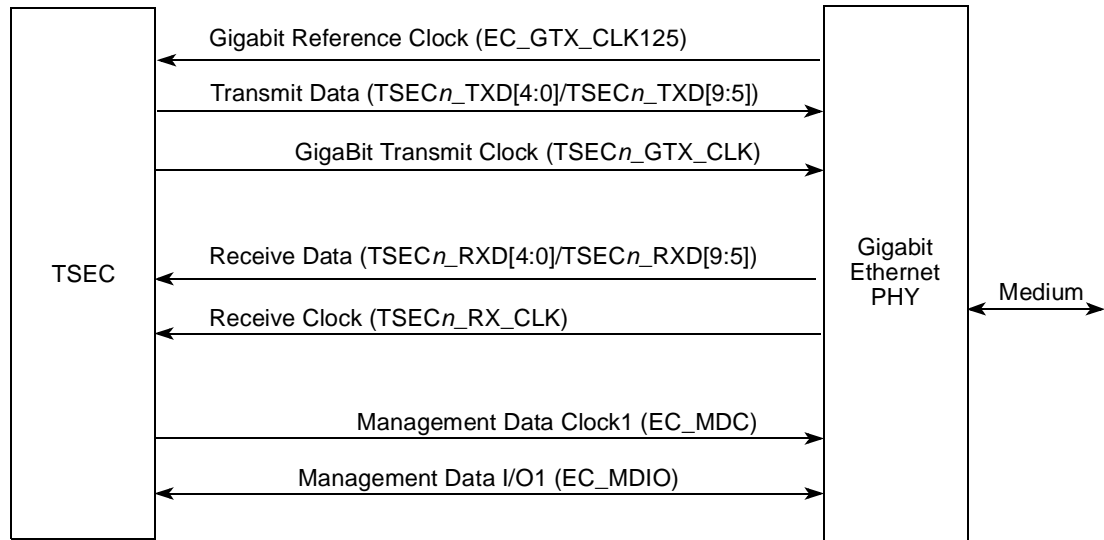 Gigabit Reference Clock (EC_GTX_CLK125)
Transmit Data (TSECn_TXD[4:0]/TSECn_TXD[9:5])
GigaBit Transmit Clock (TSECn_GTX_CLK)
Receive Data (TSECn_RXD[4:0]/TSECn_RXD[9:5])
Receive Clock (TSECn_RX_CLK)
Management Data Clock1 (EC_MDC)
Management Data I/O1 (EC_MDIO)
TSEC
Gigabit
Ethernet
PHY
Medium